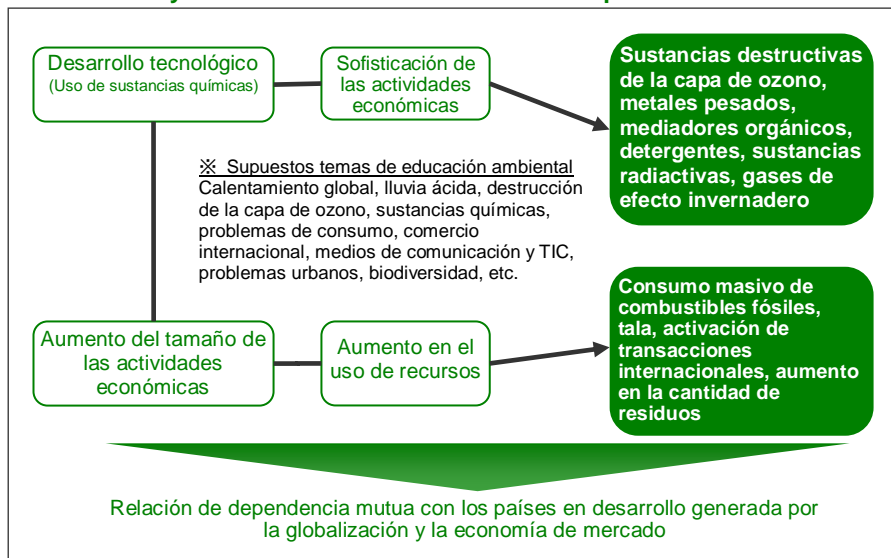 Desarrollo tecnológico
(Uso de sustancias químicas)
Sofisticación de
las actividades
económicas
Sustancias destructivas
de la capa de ozono,
metales pesados,
mediadores orgánicos,
detergentes, sustancias
radiactivas, gases de
efecto invernadero
※ Supuestos temas de educación ambiental
Calentamiento global, lluvia ácida, destrucción
de la capa de ozono, sustancias químicas,
problemas de consumo, comercio
internacional, medios de comunicación y TIC,
problemas urbanos, biodiversidad, etc.
Aumento del tamaño de
las actividades
económicas
Aumento en el
uso de recursos
Consumo masivo de
combustibles fósiles,
tala, activación de
transacciones
internacionales, aumento
en la cantidad de
residuos
Relación de dependencia mutua con los países en desarrollo generada por
la globalización y la economía de mercado